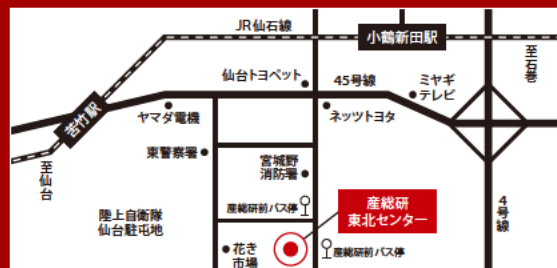 JR仙石線
小鶴新田駅
至石巻
仙台トヨペット
45号線
ミヤギ
テレビ
苦竹駅
ヤマダ電機
ネッツトヨタ
至仙台
東警察署
宮城野
消防署
産総研前バス停
産総研
東北センター
4号線
陸上自衛隊
仙台駐屯地
花き
市場
産総研前バス停